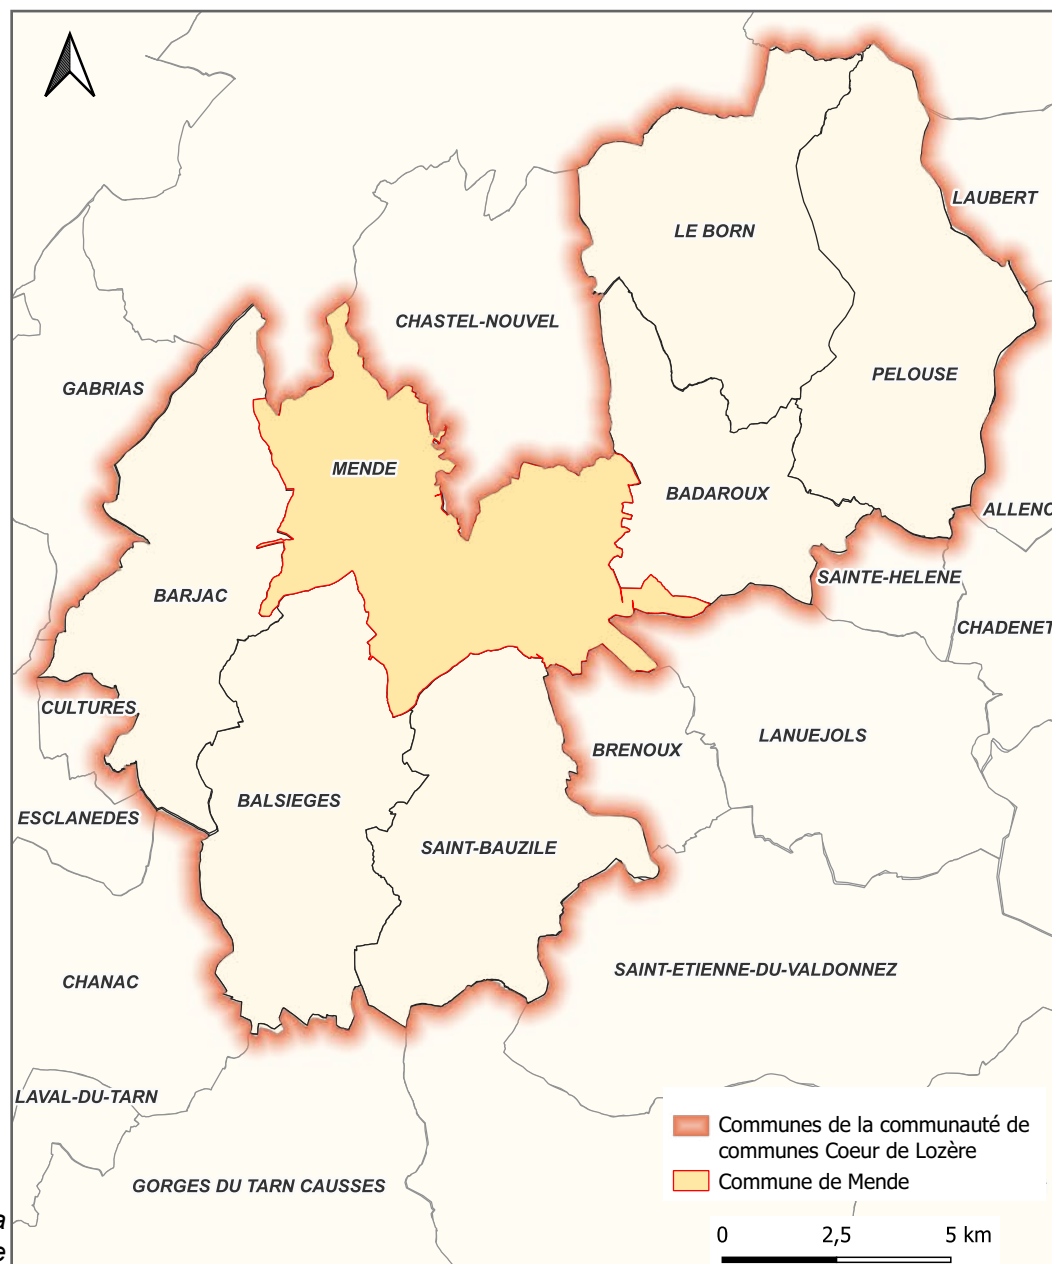 LAUBERT
LE BORN
CHASTEL-NOUVEL
GABRIAS
PELOUSE
MENDE
BADAROUX
ALLENC
SAINTE-HELENE
BARJAC
CHADENET
CULTURES
LANUEJOLS
BRENOUX
BALSIEGES
ESCLANEDES
SAINT-BAUZILE
SAINT-ETIENNE-DU-VALDONNEZ
CHANAC
LAVAL-DU-TARN
GORGES DU TARN CAUSSES
Communes de la communauté de
communes Coeur de Lozère
Commune de Mende
a
e
0 2,5 5 km